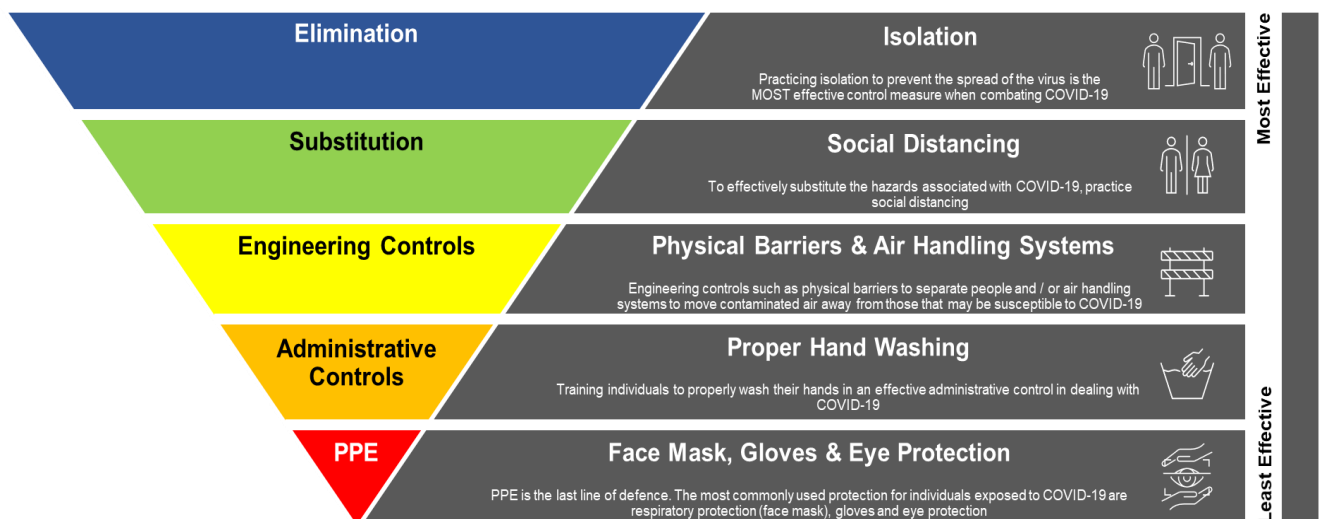 Elimination
Isolation
Practicing isolation to prevent the spread of the virus is the
MOST effective control measure when combating COVID-19
Substitution
Social Distancing
To effectively substitute the hazards associated with COVID-19, practice
social distancing
Engineering Controls
Physical Barriers & Air Handling Systems
Engineering controls such as physical barriers to separate people and / or air handling
systems to move contaminated air away from those that may be susceptible to COVID-19
Administrative
Controls
Proper Hand Washing
Training individuals to properly wash their hands in an effective administrative control in dealing with
COVID-19
PPE
Face Mask, Gloves & Eye Protection
PPE is the last line of defence. The most commonly used protection for individuals exposed to COVID-19 are
respiratory protection (face mask), gloves and eye protection
Most Effective
Least Effective